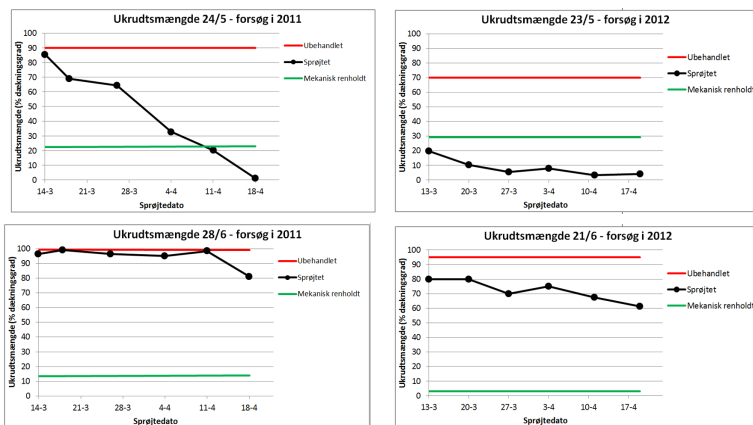 Ukrudtsmængde 24/5 - forsøg i 2011
Ukrudtsmængde (% dækningsgrad)
100
90
80
70
60
50
40
30
20
10
0
14-3 21-3 28-3 4-4 11-4 18-4
Sprøjtedato
Ubehandlet
Sprøjtet
Mekanisk renholdt
Ukrudtsmængde 23/5 - forsøg i 2012
Ukrudtsmængde (% dækningsgrad)
100
90
80
70
60
50
40
30
20
10
0
13-3 20-3 27-3 3-4 10-4 17-4
Sprøjtedato
Ubehandlet
Sprøjtet
Mekanisk renholdt
Ukrudtsmængde 28/6 - forsøg i 2011
Ukrudtsmængde (% dækningsgrad)
100
90
80
70
60
50
40
30
20
10
0
14-3 21-3 28-3 4-4 11-4 18-4
Sprøjtedato
Ubehandlet
Sprøjtet
Mekanisk renholdt
Ukrudtsmængde 21/6 - forsøg i 2012
Ukrudtsmængde (% dækningsgrad)
100
90
80
70
60
50
40
30
20
10
0
13-3 20-3 27-3 3-4 10-4 17-4
Sprøjtedato
Ubehandlet
Sprøjtet
Mekanisk renholdt